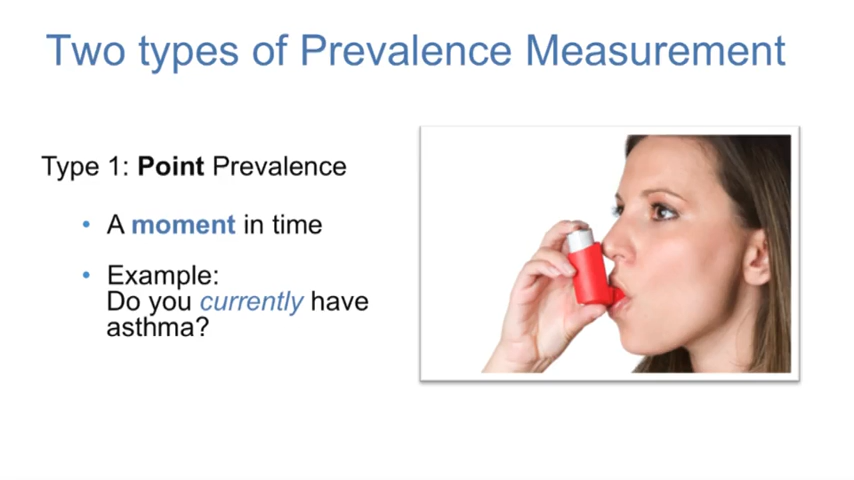 Two types of Prevalence Measurement
Type 1: Point Prevalence
• A moment in time
• Example:
Do you currently have
asthma?